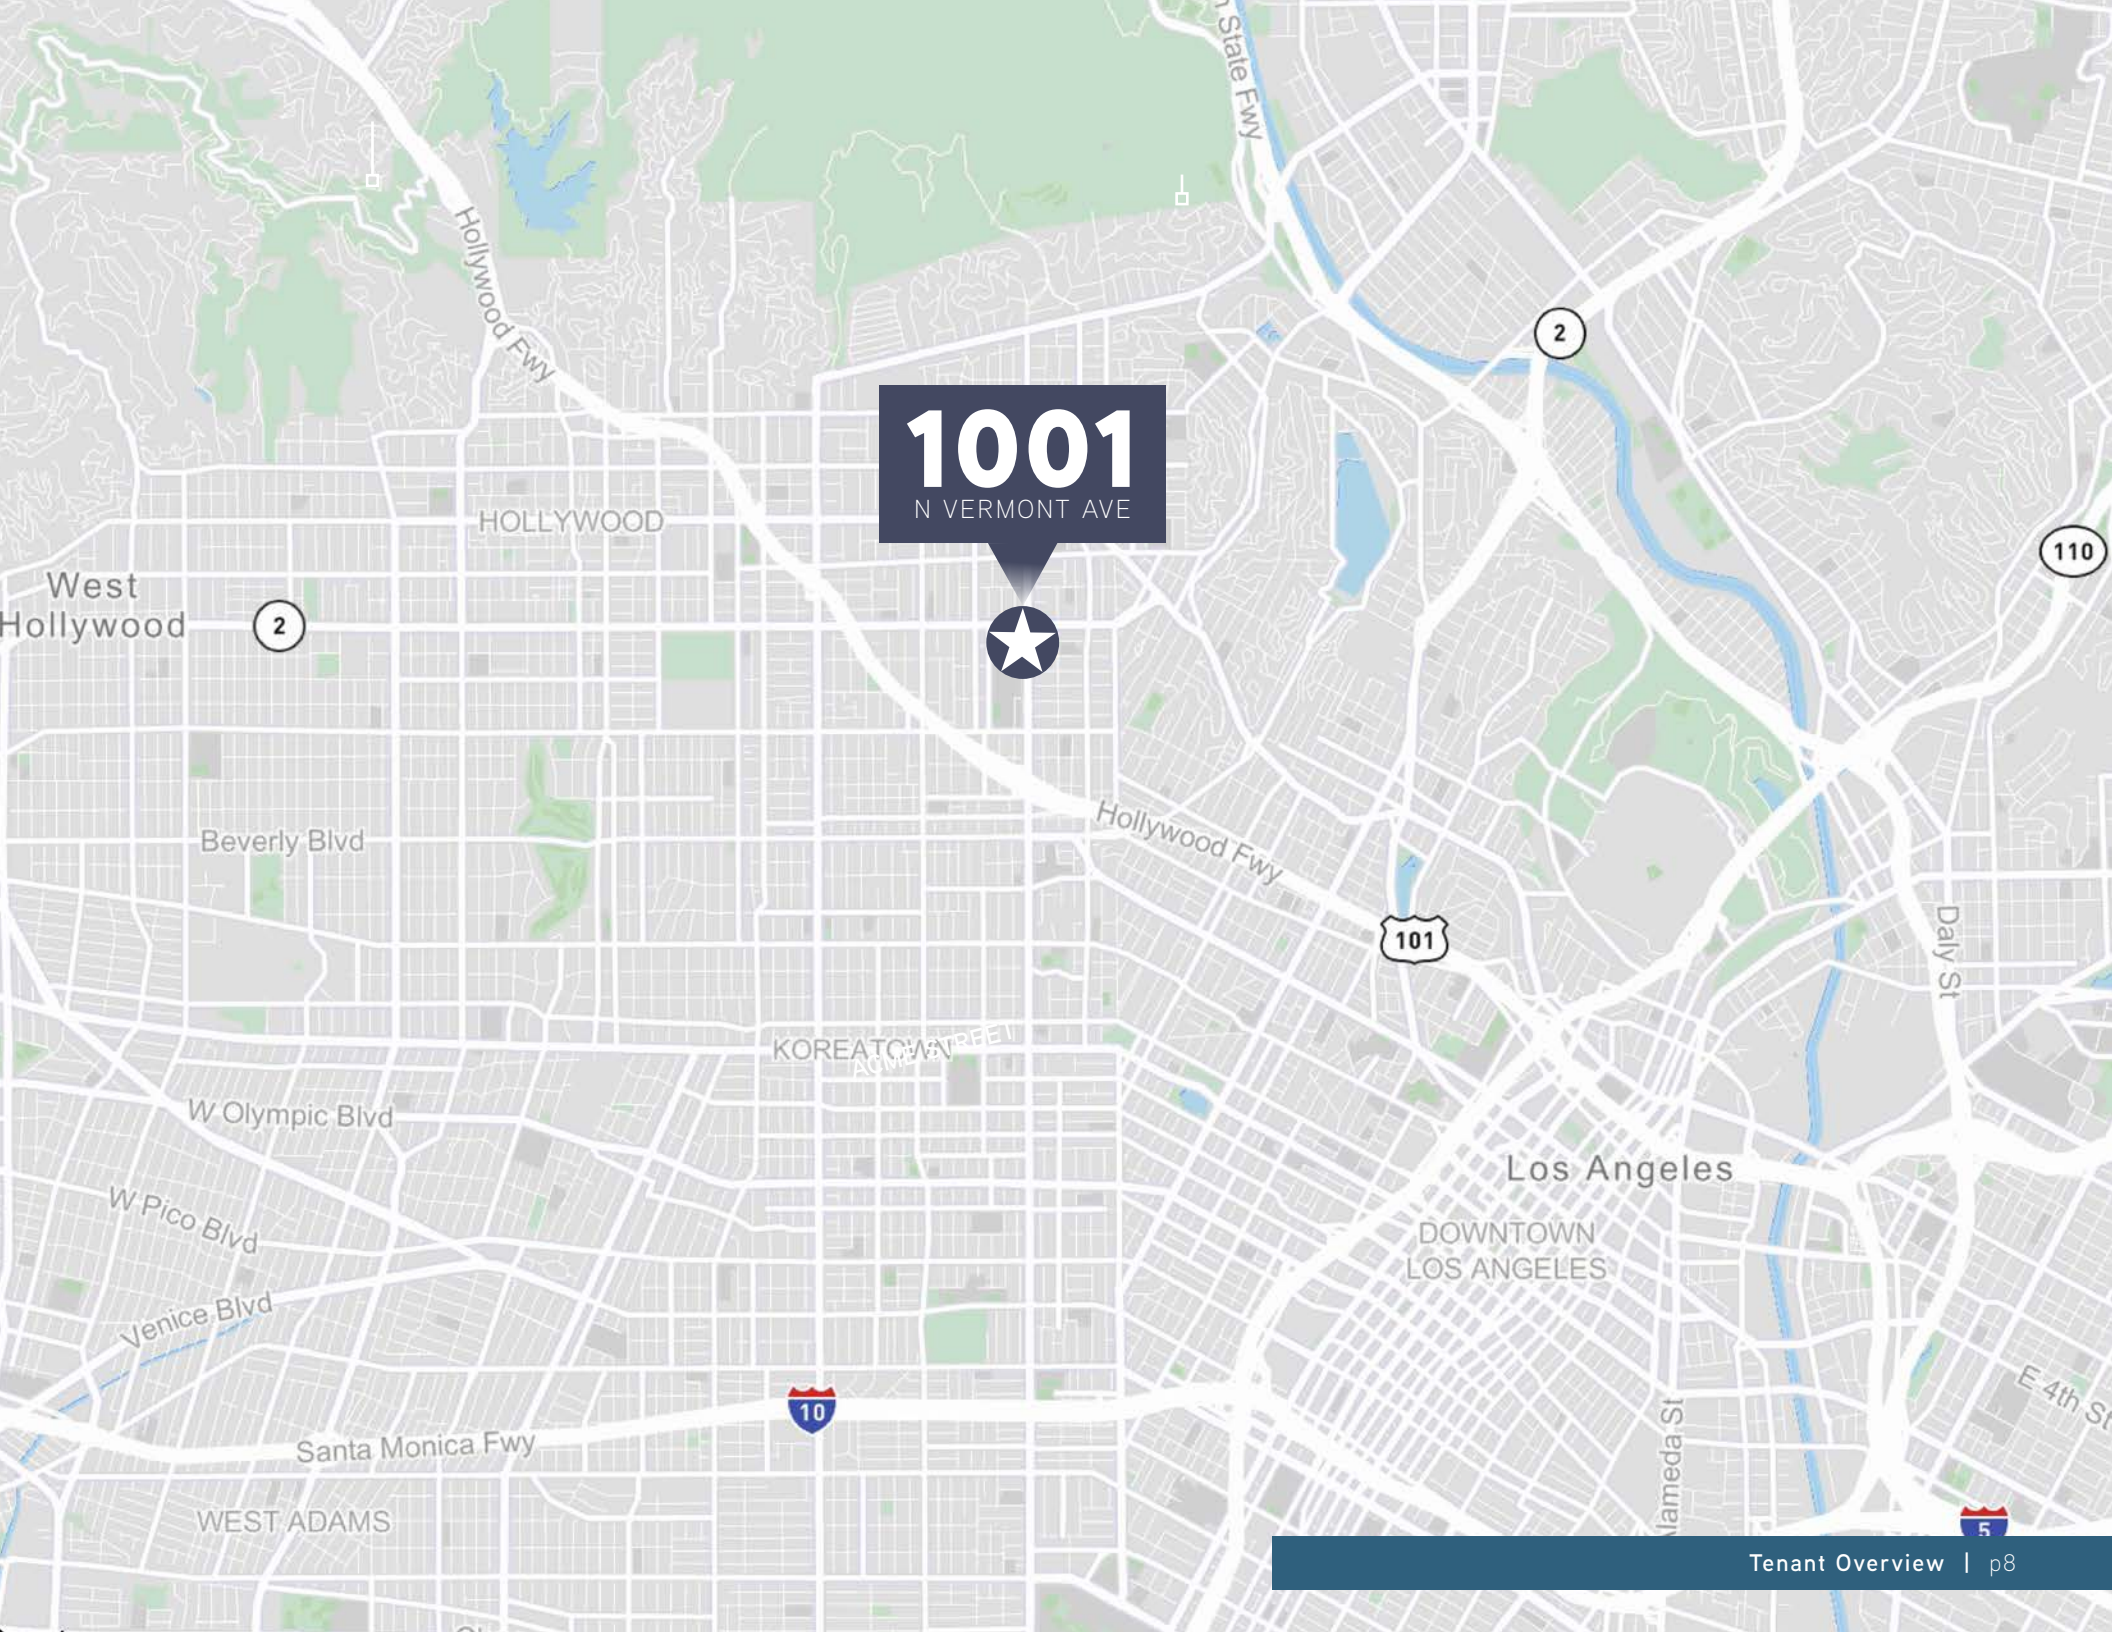 State Fwy
Hollywood Fwy
2
1001
N VERMONT AVE
HOLLYWOOD
110
West
Hollywood
2
Beverly Blvd
Hollywood Fwy
101
Daly St
KOREATOWN
ACME STREET
W Olympic Blvd
Los Angeles
W Pico Blvd
DOWNTOWN
LOS ANGELES
Venice Blvd
E 4th St
10
Santa Monica Fwy
Alameda St
WEST ADAMS
5
Tenant Overview | p8